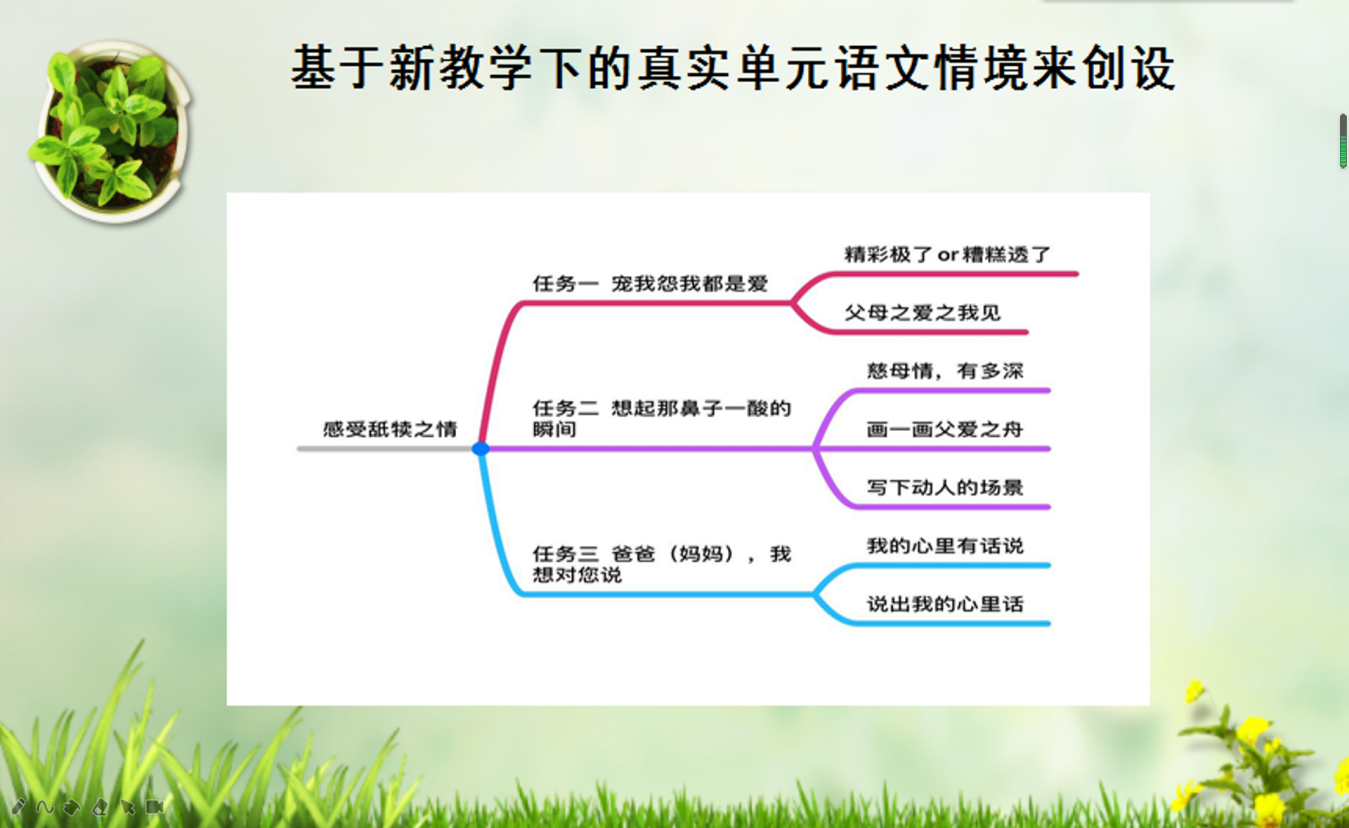 基于新教学下的真实单元语文情境来创设
感受舐犊之情
任务一 宠我怨我都是爱
精彩极了or糟糕透了
父母之爱之我见
任务二 想起那鼻子一酸的
瞬间
慈母情，有多深
画一画父爱之舟
写下动人的场景
任务三 爸爸（妈妈），我
想对您说
我的心里有话说
说出我的心里话